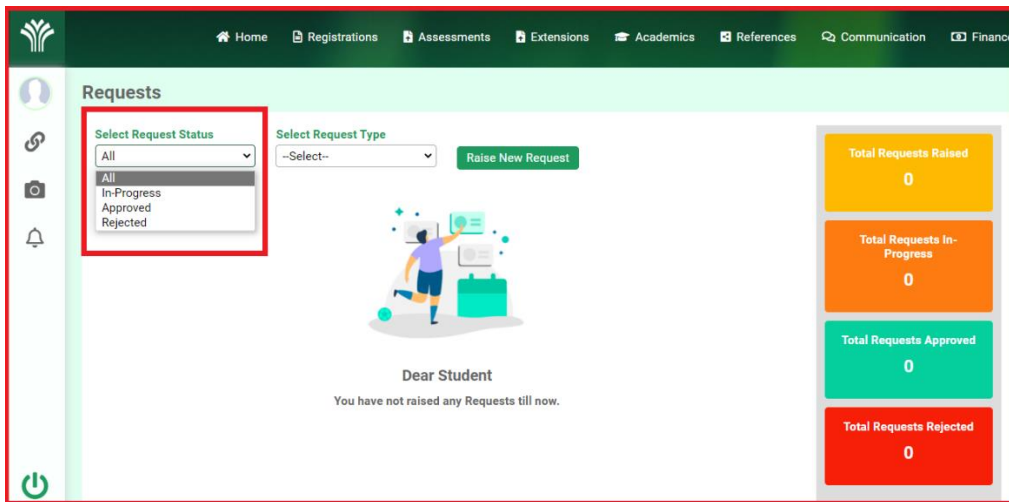 Home Registrations Assessments Extensions Academics References Communication Financ
Requests
Select Request Status Select Request Type
All --Select-- Raise New Request
All
In-Progress
Approved
Rejected
Dear Student
You have not raised any Requests till now.
Total Requests Raised
0
Total Requests In-
Progress
0
Total Requests Approved
0
Total Requests Rejected
0